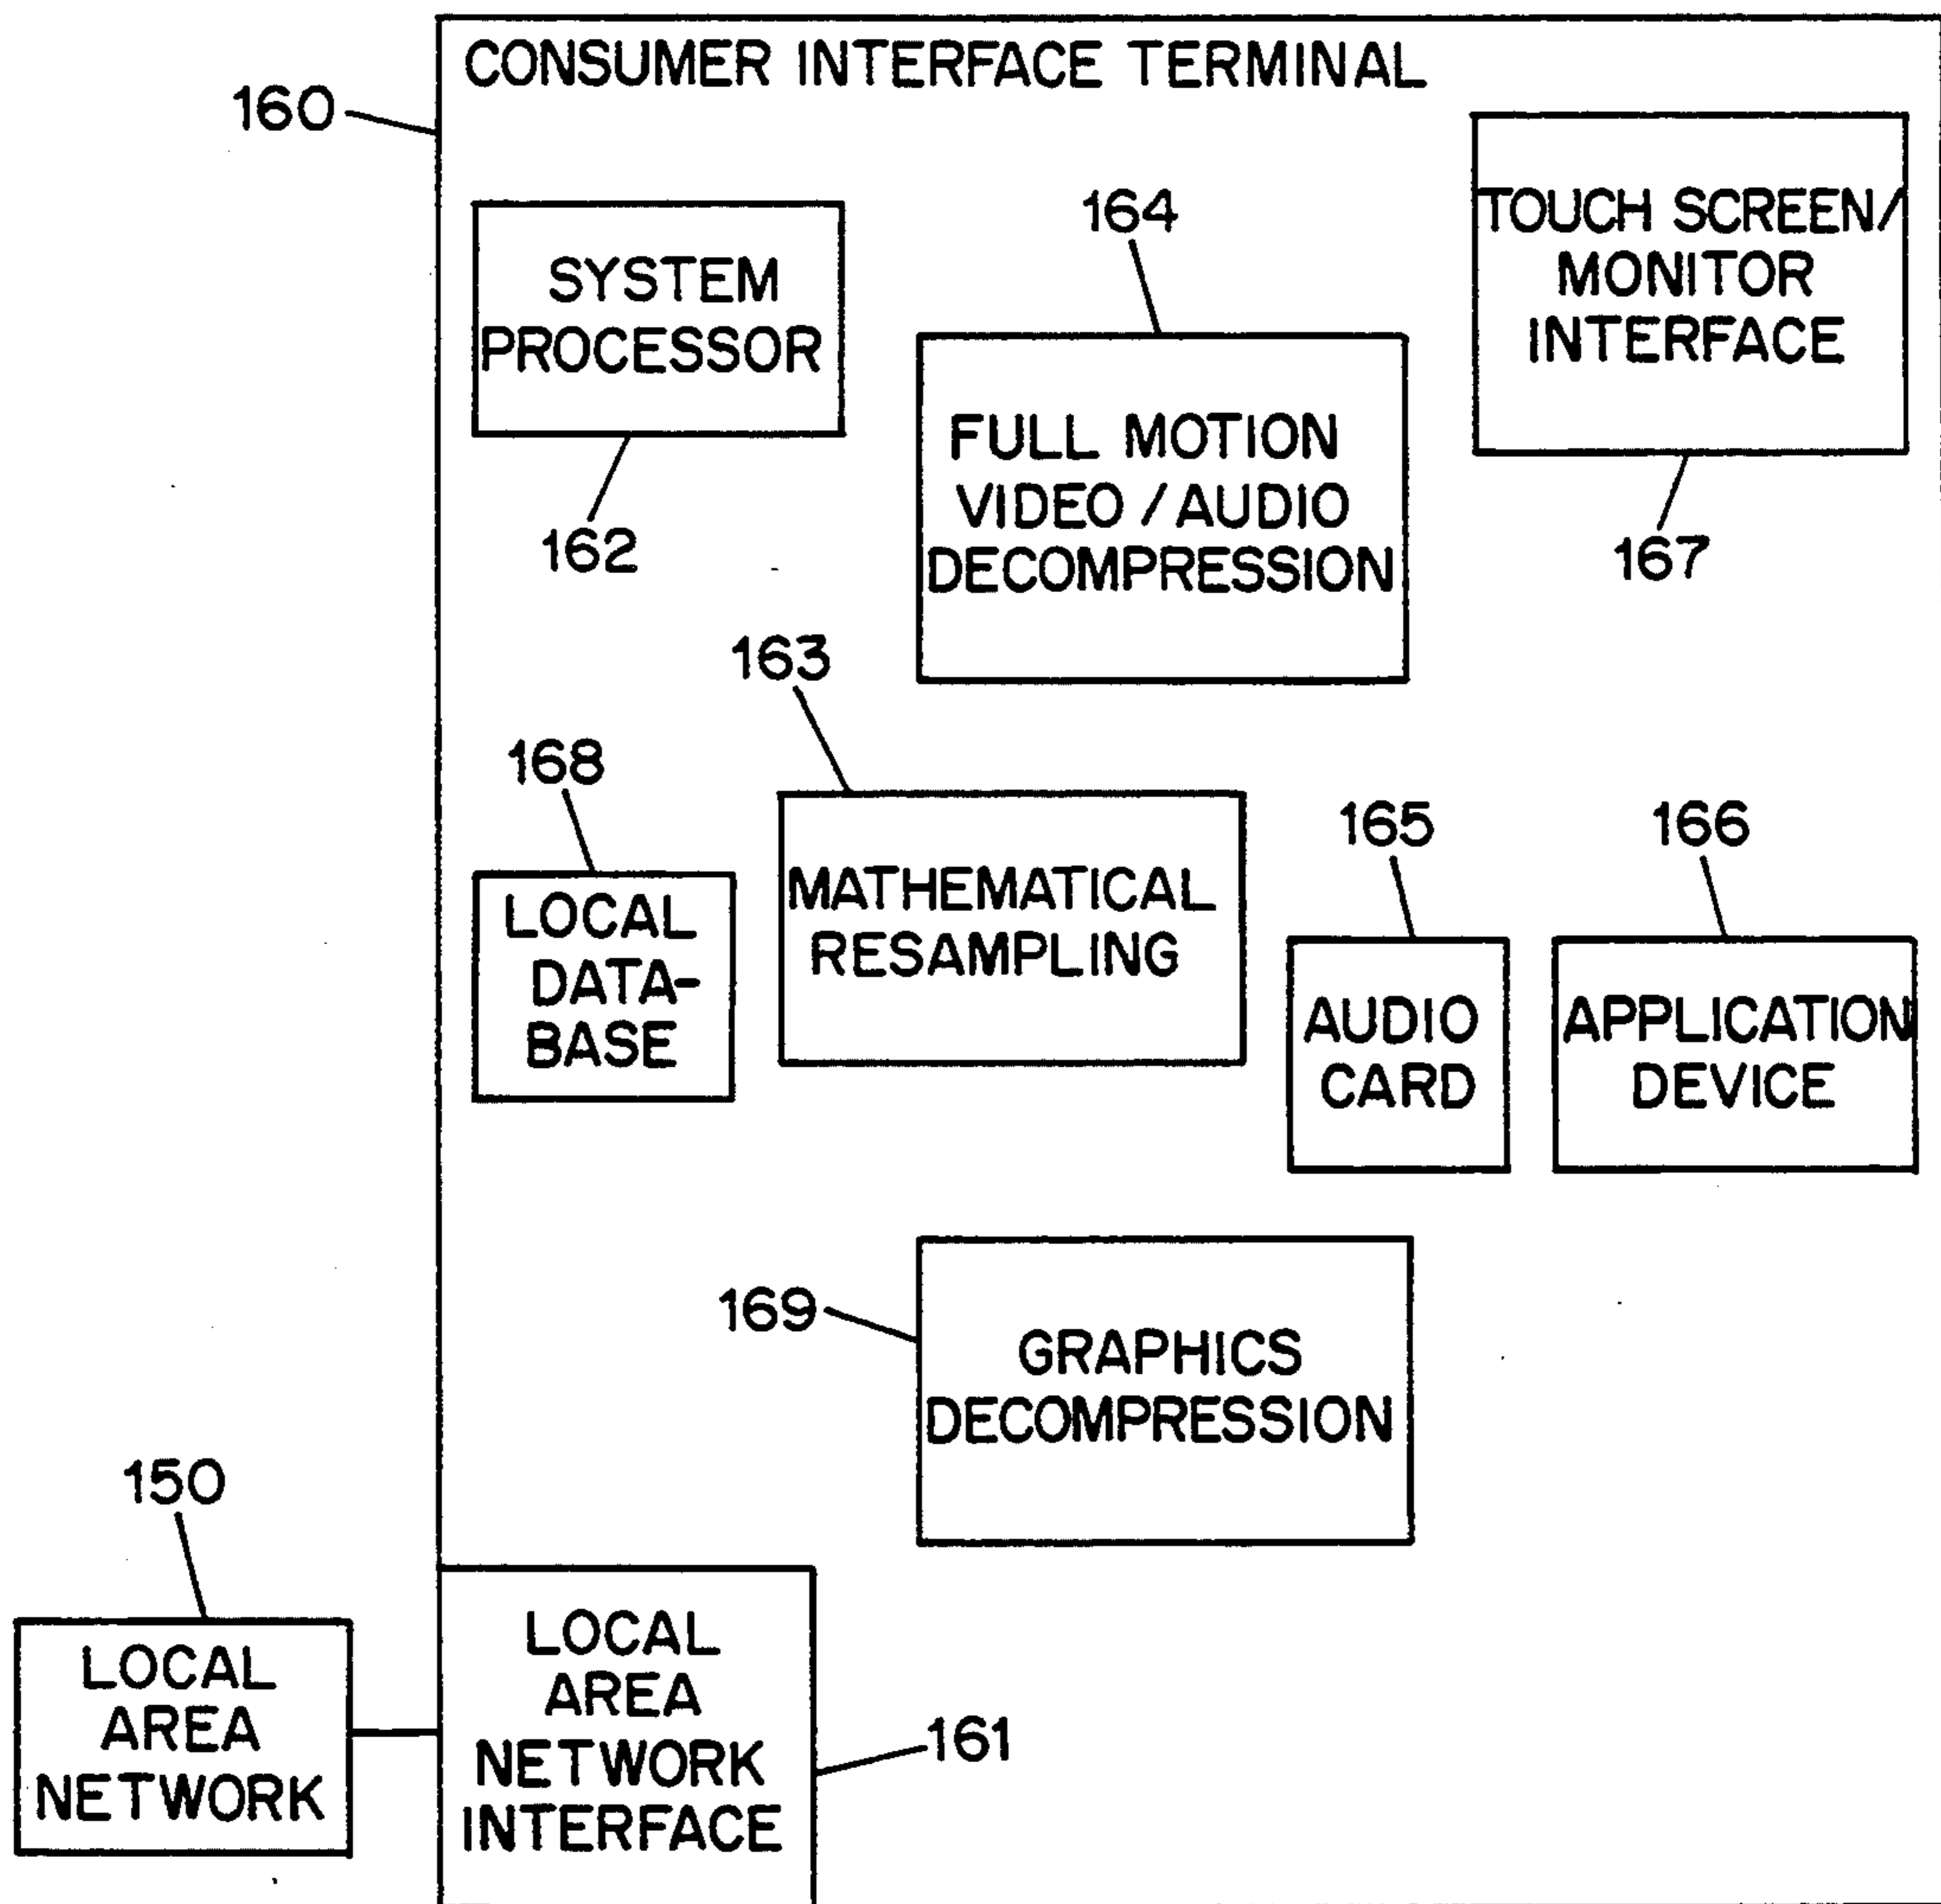 CONSUMER INTERFACE TERMINAL
160
SYSTEM
PROCESSOR
162
164
FULL MOTION
VIDEO / AUDIO
DECOMPRESSION
TOUCH SCREEN/
MONITOR
INTERFACE
167
163
168
LOCAL
DATA-
BASE
MATHEMATICAL
RESAMPLING
165
AUDIO
CARD
166
APPLICATION
DEVICE
169
GRAPHICS
DECOMPRESSION
150
LOCAL
AREA
NETWORK
LOCAL
AREA
NETWORK
INTERFACE
161